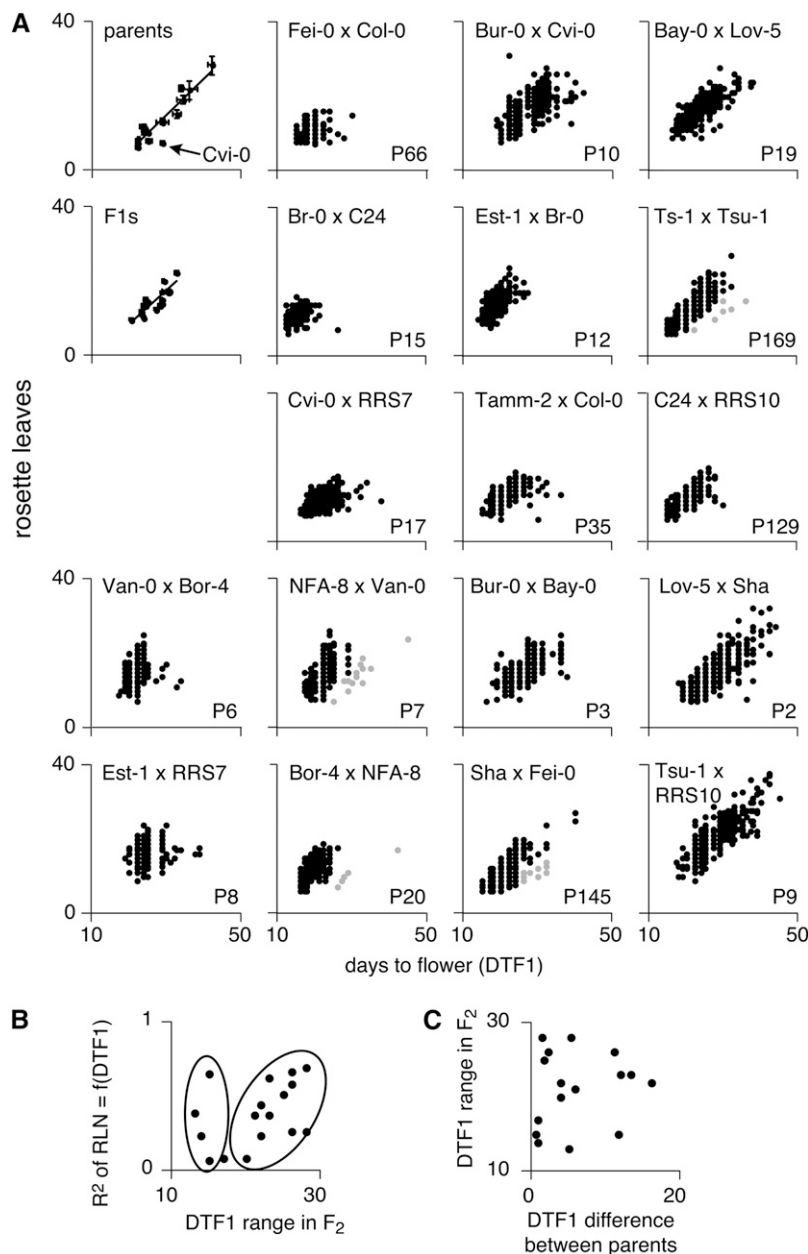 A
parents
Fei-0 x Col-0
Bur-0 x Cvi-0
Bay-0 x Lov-5
40
0
Cvi-0
P66
P10
P19
F1s
Br-0 x C24
Est-1 x Br-0
Ts-1 x Tsu-1
40
0
P15
P12
P169
rosette leaves
Cvi-0 x RRS7
Tamm-2 x Col-0
C24 x RRS10
P17
P35
P129
Van-0 x Bor-4
NFA-8 x Van-0
Bur-0 x Bay-0
Lov-5 x Sha
40
0
P6
P7
P3
P2
Est-1 x RRS7
Bor-4 x NFA-8
Sha x Fei-0
Tsu-1 x
RRS10
40
0
P8
P20
P145
P9
10 50 10 50 10 50 10 50
days to flower (DTF1)
B
R² of RLN = f(DTF1)
1
0
10 30
DTF1 range in F₂
C
DTF1 range in F₂
30
10
0 20
DTF1 difference
between parents